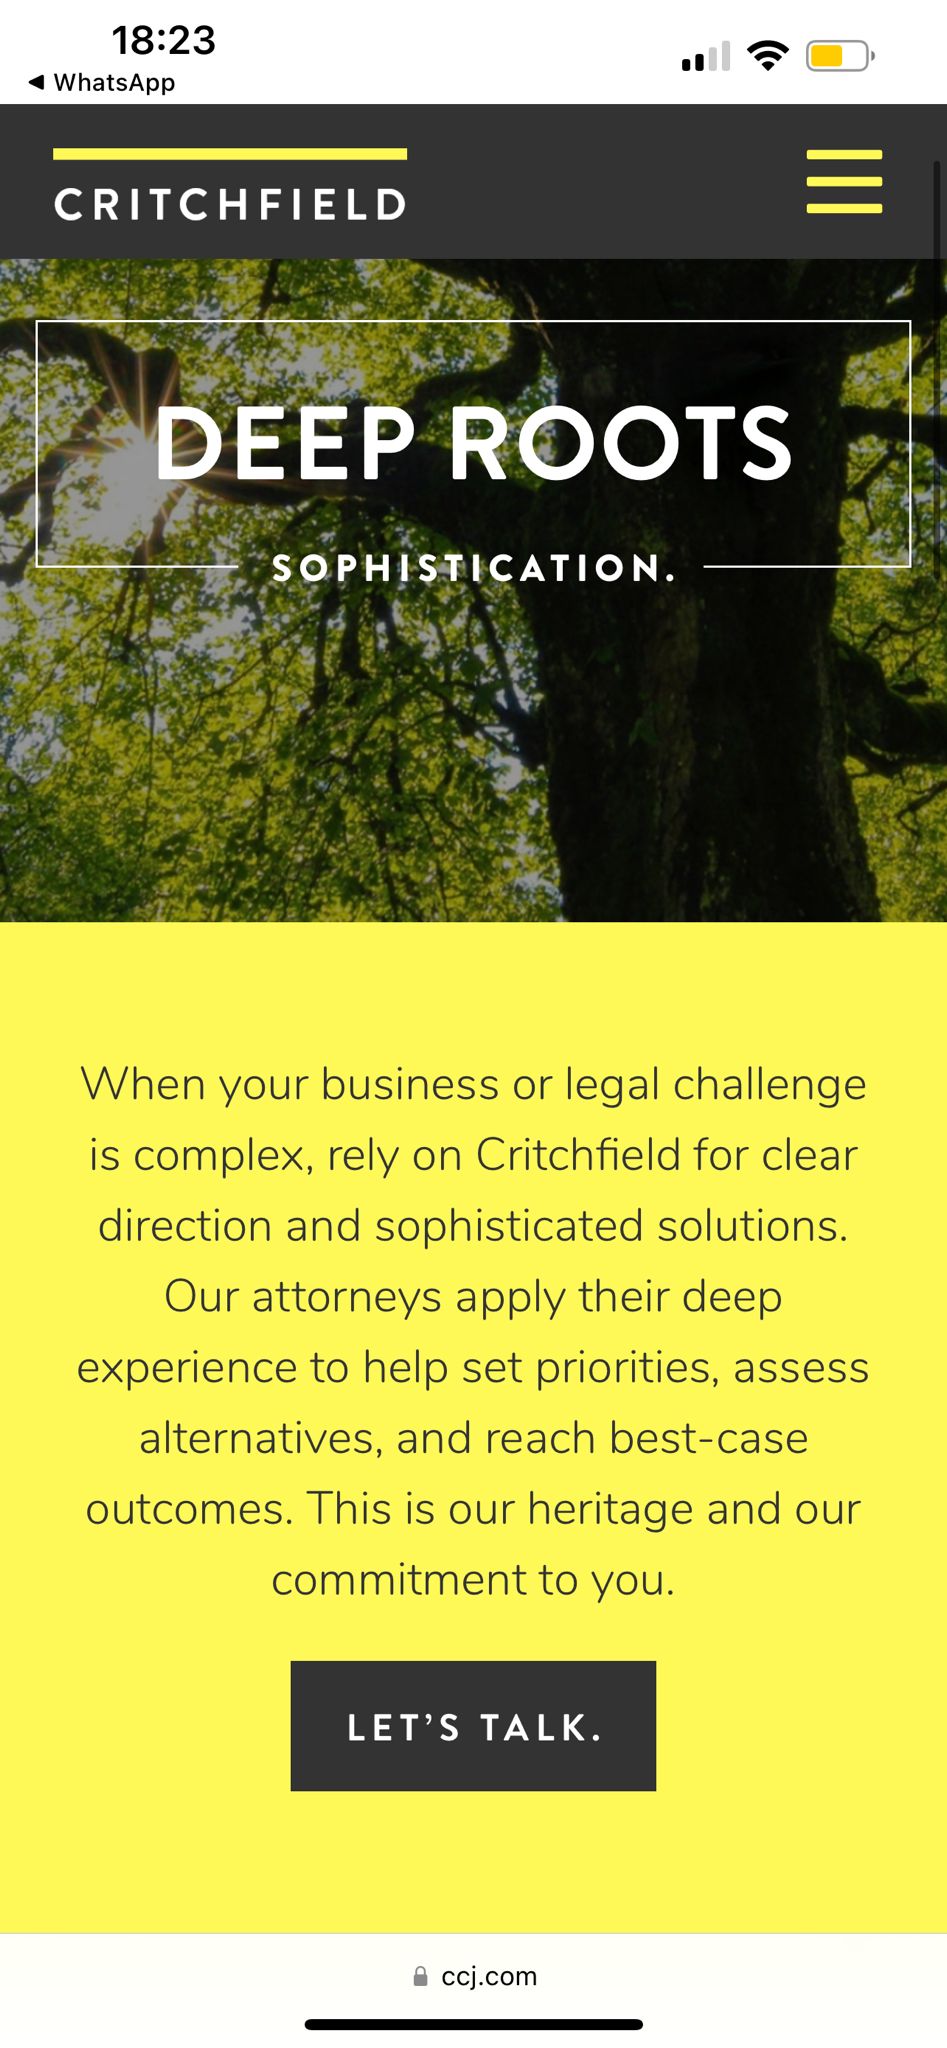 18:23
◀ WhatsApp
CRITCHFIELD
DEEP ROOTS
SOPHISTICATION.
When your business or legal challenge
is complex, rely on Critchfield for clear
direction and sophisticated solutions.
Our attorneys apply their deep
experience to help set priorities, assess
alternatives, and reach best-case
outcomes. This is our heritage and our
commitment to you.
LET’S TALK.
ccj.com